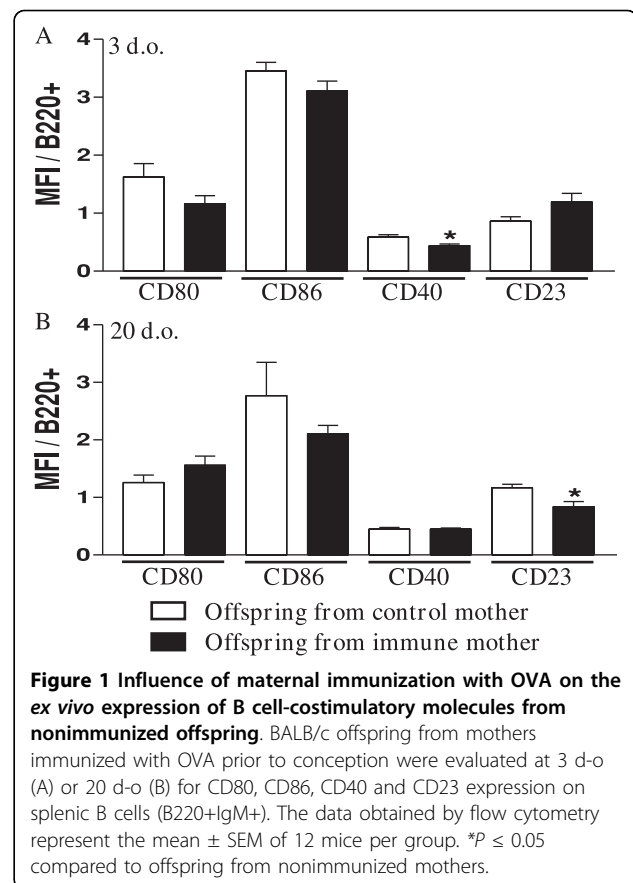 A
3 d.o.
MFI / B220+
4
3
2
1
0
*
CD80 CD86 CD40 CD23
B
20 d.o.
MFI / B220+
4
3
2
1
0
*
CD80 CD86 CD40 CD23
Offspring from control mother
Offspring from immune mother
Figure 1 Influence of maternal immunization with OVA on the
ex vivo expression of B cell-costimulatory molecules from
nonimmunized offspring. BALB/c offspring from mothers
immunized with OVA prior to conception were evaluated at 3 d-o
(A) or 20 d-o (B) for CD80, CD86, CD40 and CD23 expression on
splenic B cells (B220+IgM+). The data obtained by flow cytometry
represent the mean ± SEM of 12 mice per group. *P ≤ 0.05
compared to offspring from nonimmunized mothers.